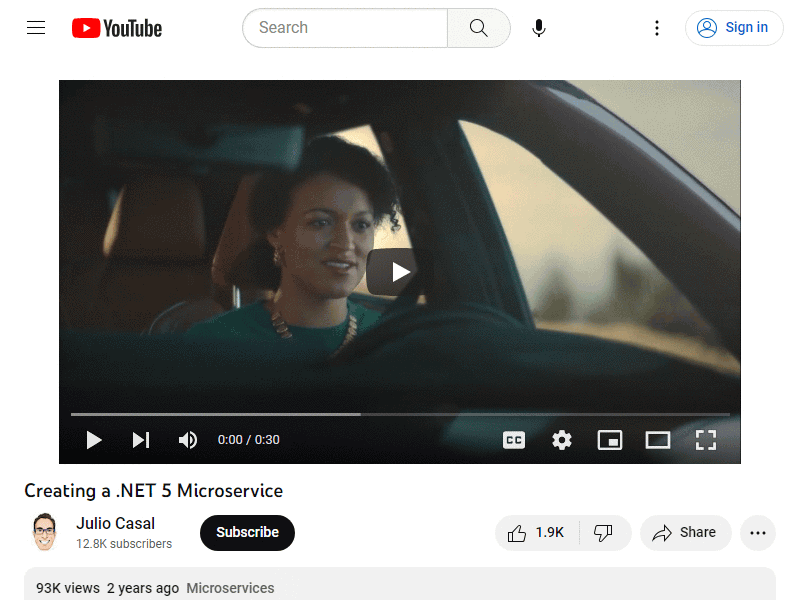 YouTube
Search
Sign in
0:00 / 0:30
CC
Creating a .NET 5 Microservice
Julio Casal
12.8K subscribers
Subscribe
1.9K
Share
93K views 2 years ago Microservices